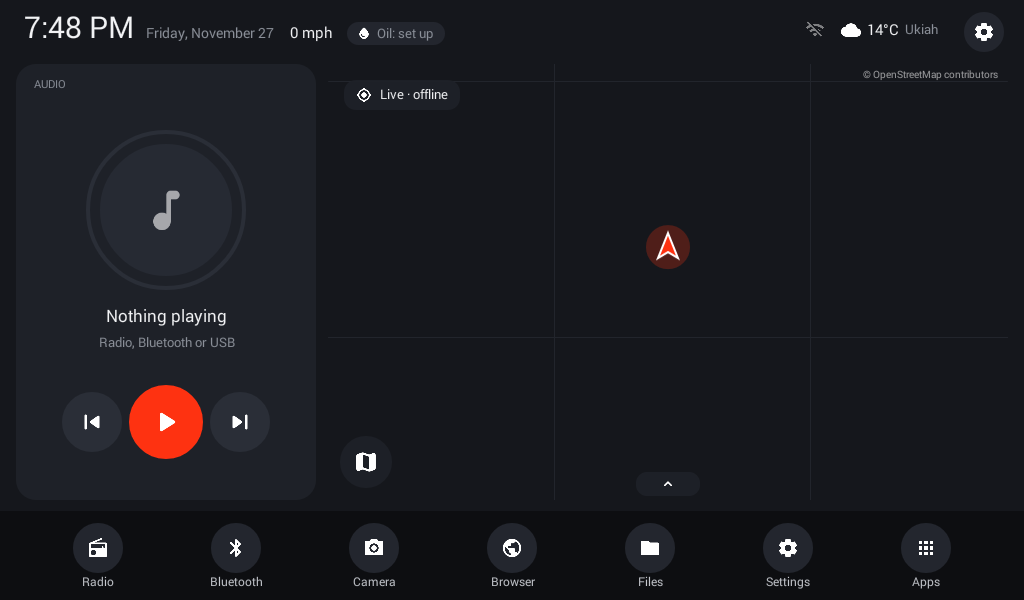 7:48 PM Friday, November 27 0 mph Oil: set up 14°C Ukiah
AUDIO
© OpenStreetMap contributors
Live · offline
Nothing playing
Radio, Bluetooth or USB
Radio Bluetooth Camera Browser Files Settings Apps